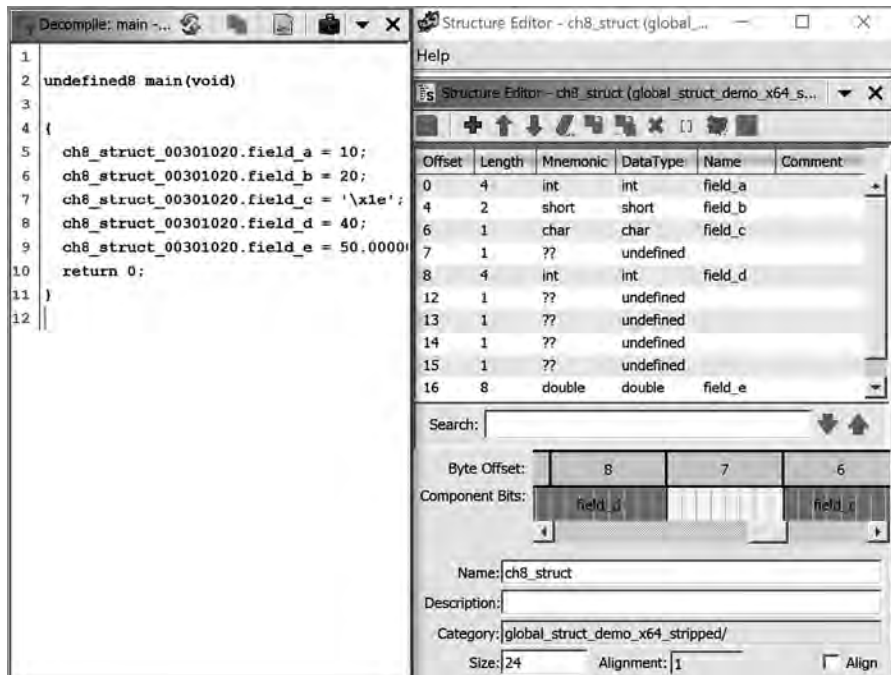 Decompile: main -...
1
2 undefined8 main(void)
3
4 {
5 ch8_struct_00301020.field_a = 10;
6 ch8_struct_00301020.field_b = 20;
7 ch8_struct_00301020.field_c = '\x1e';
8 ch8_struct_00301020.field_d = 40;
9 ch8_struct_00301020.field_e = 50.0000
10 return 0;
11 }
12
Structure Editor - ch8_struct (global_...
Help
Structure Editor - ch8_struct (global_struct_demo_x64_s...
Offset Length Mnemonic DataType Name Comment
0 4 int int field_a
4 2 short short field_b
6 1 char char field_c
7 1 ?? undefined
8 4 int int field_d
12 1 ?? undefined
13 1 ?? undefined
14 1 ?? undefined
15 1 ?? undefined
16 8 double double field_e
Search:
Byte Offset: 8 7 6
Component Bits: field_d field_c
Name: ch8_struct
Description:
Category: global_struct_demo_x64_stripped/
Size: 24 Alignment: 1 Align